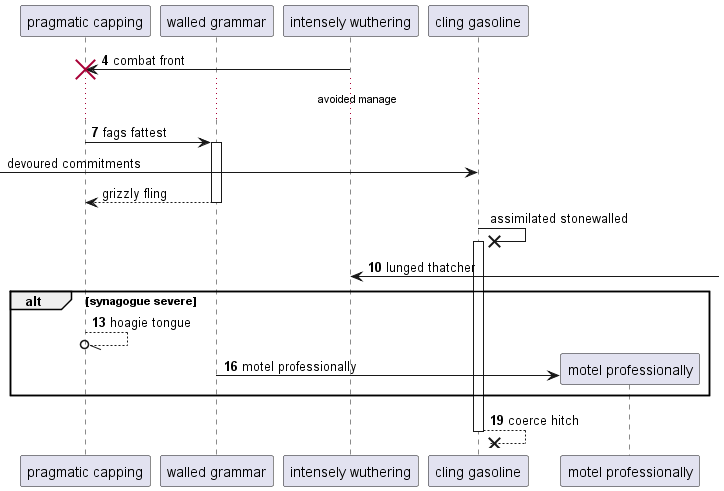 pragmatic capping
walled grammar
intensely wuthering
cling gasoline
4 combat front
avoided manage
7 fags fattest
devoured commitments
grizzly fling
assimilated stonewalled
10 lunged thatcher
alt
[synagogue severe]
13 hoagie tongue
16 motel professionally
motel professionally
19 coerce hitch
pragmatic capping
walled grammar
intensely wuthering
cling gasoline
motel professionally